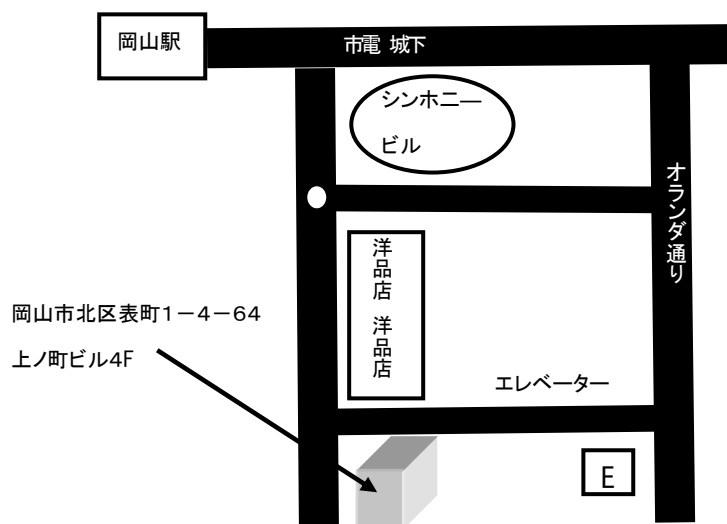 岡山駅
市電 城下
シンホニ―
ビル
オランダ通り
洋品店 洋品店
岡山市北区表町1－4－64
上ノ町ビル4F
エレベーター
E